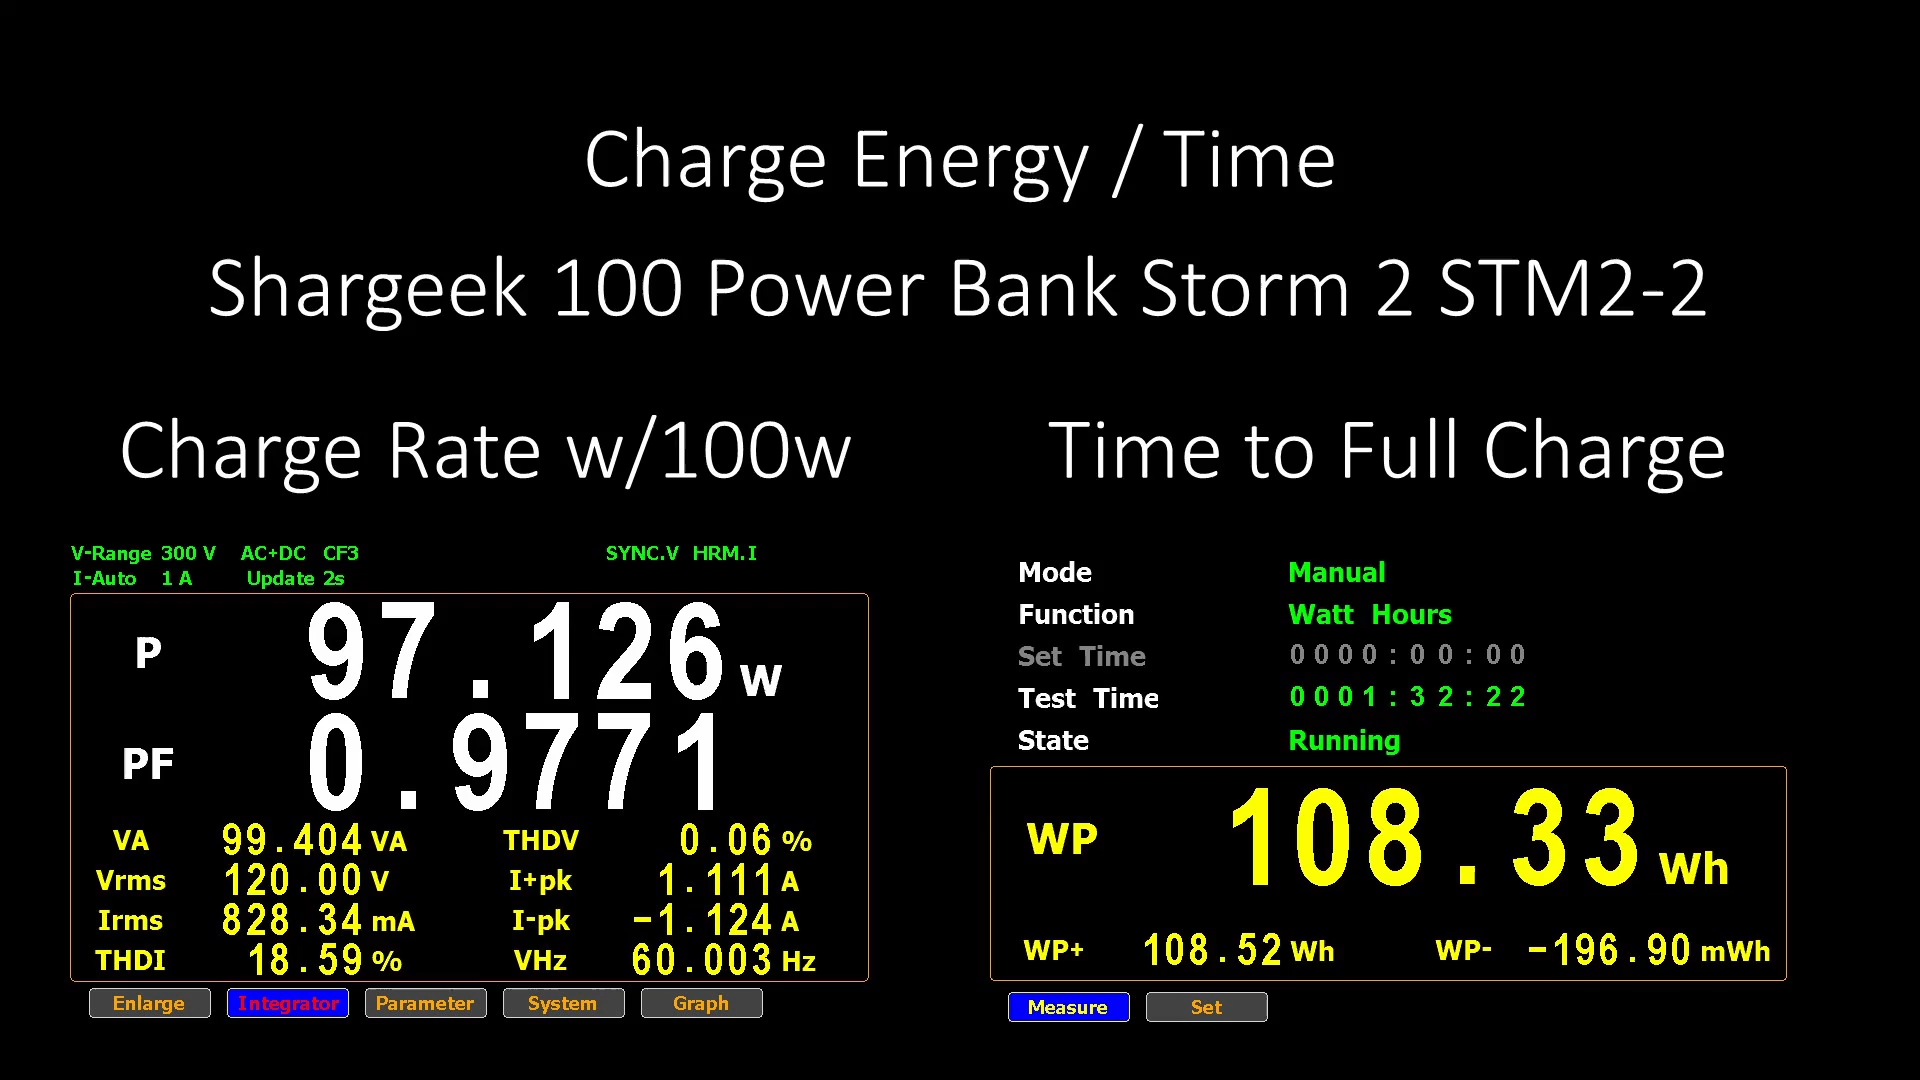 Charge Energy / Time
Shargeek 100 Power Bank Storm 2 STM2-2
Charge Rate w/100w
V-Range 300 V AC+DC CF3 SYNC.V HRM.I
I-Auto 1 A Update 2s
P 97.126 W
PF 0.9771
VA 99.404 VA THDV 0.06 %
Vrms 120.00 V I+pk 1.111 A
Irms 828.34 mA I-pk -1.124 A
THDI 18.59 % VHz 60.003 Hz
Enlarge Integrator Parameter System Graph
Time to Full Charge
Mode Manual
Function Watt Hours
Set Time 0000:00:00
Test Time 0001:32:22
State Running
WP 108.33 Wh
WP+ 108.52 Wh WP- -196.90 mWh
Measure Set